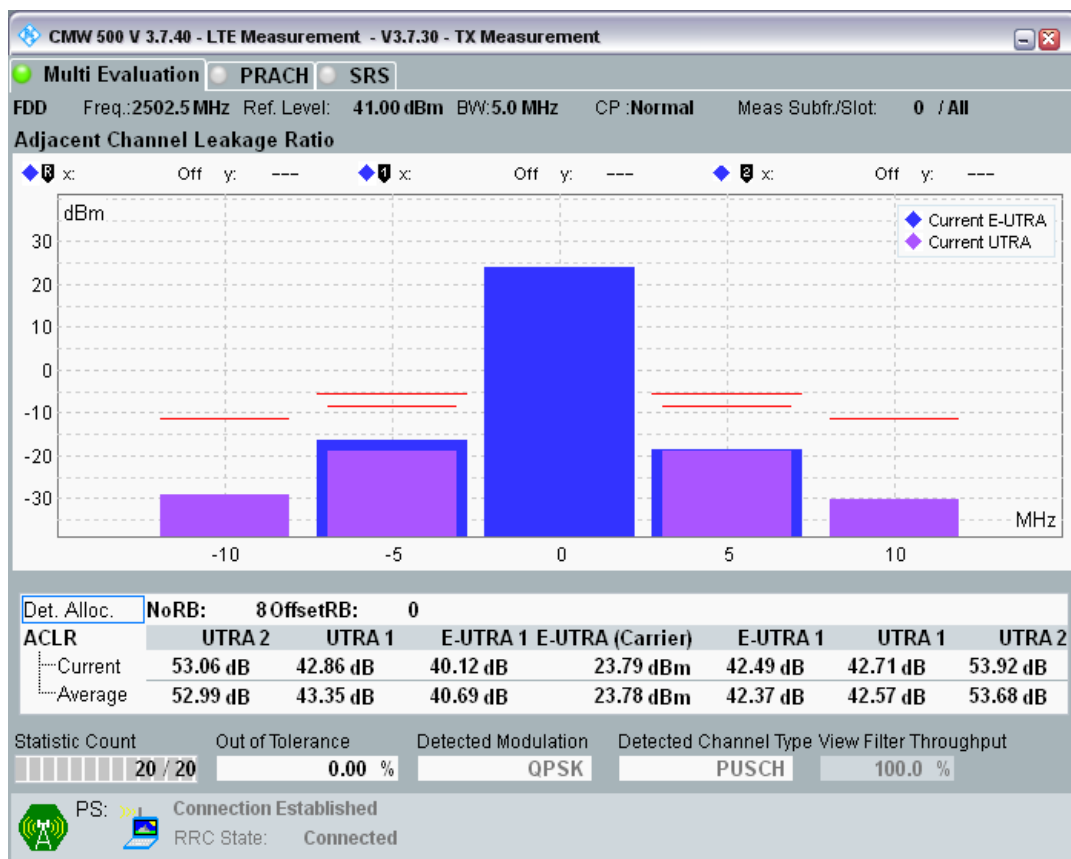 CMW 500 V 3.7.40 - LTE Measurement - V3.7.30 - TX Measurement
Multi Evaluation PRACH SRS
FDD Freq.:2502.5 MHz Ref. Level: 41.00 dBm BW:5.0 MHz CP :Normal Meas Subfr./Slot: 0 / All
Adjacent Channel Leakage Ratio
R x: Off y: --- 1 x: Off y: --- 2 x: Off y: ---
dBm
Current E-UTRA
Current UTRA
30
20
10
0
-10
-20
-30
MHz
-10 -5 0 5 10
Det. Alloc. NoRB: 8 OffsetRB: 0
ACLR UTRA 2 UTRA 1 E-UTRA 1 E-UTRA (Carrier) E-UTRA 1 UTRA 1 UTRA 2
Current 53.06 dB 42.86 dB 40.12 dB 23.79 dBm 42.49 dB 42.71 dB 53.92 dB
Average 52.99 dB 43.35 dB 40.69 dB 23.78 dBm 42.37 dB 42.57 dB 53.68 dB
Statistic Count Out of Tolerance Detected Modulation Detected Channel Type View Filter Throughput
20 / 20 0.00 % QPSK PUSCH 100.0 %
PS: Connection Established
RRC State: Connected